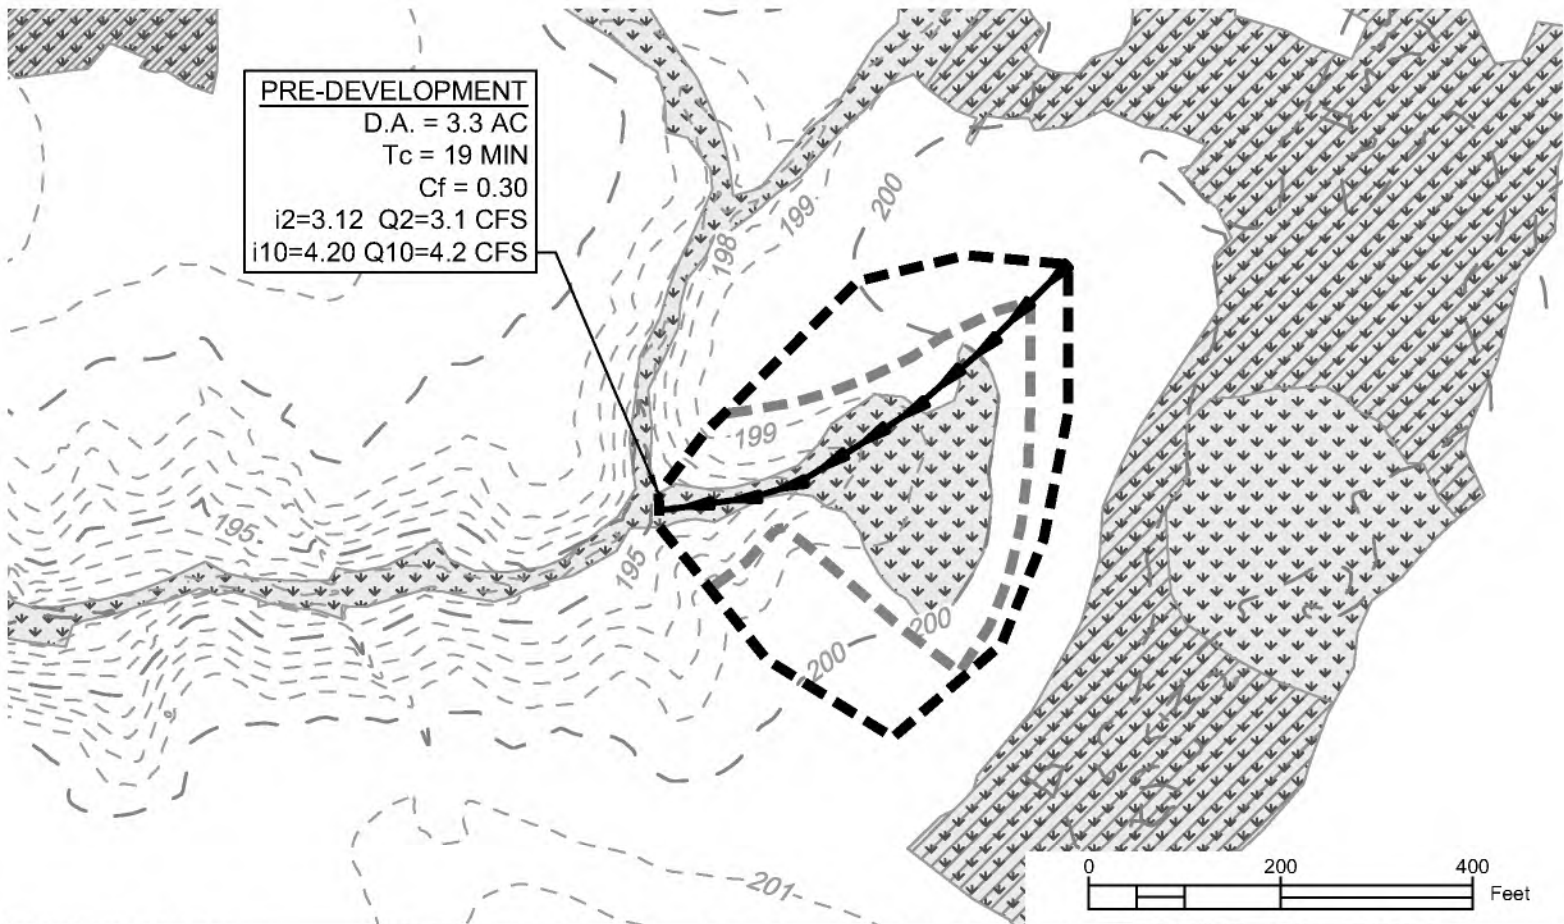 PRE-DEVELOPMENT
D.A. = 3.3 AC
Tc = 19 MIN
Cf = 0.30
i2=3.12 Q2=3.1 CFS
i10=4.20 Q10=4.2 CFS
200
199
198
199
195
195
200
200
201
0 200 400
Feet